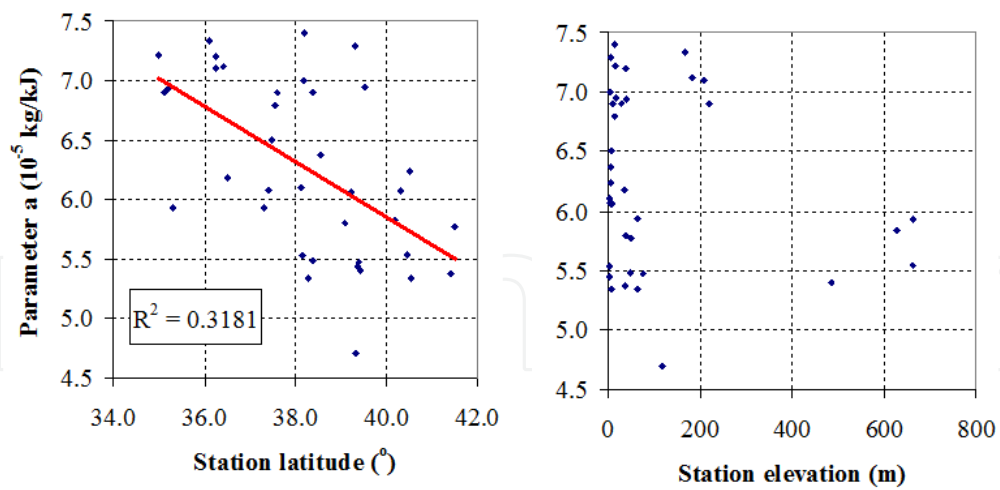 Parameter a (10⁻⁵ kg/kJ)
7.5
7.0
6.5
6.0
5.5
5.0
4.5
R² = 0.3181
34.0 36.0 38.0 40.0 42.0
Station latitude (°)
7.5
7.0
6.5
6.0
5.5
5.0
4.5
0 200 400 600 800
Station elevation (m)